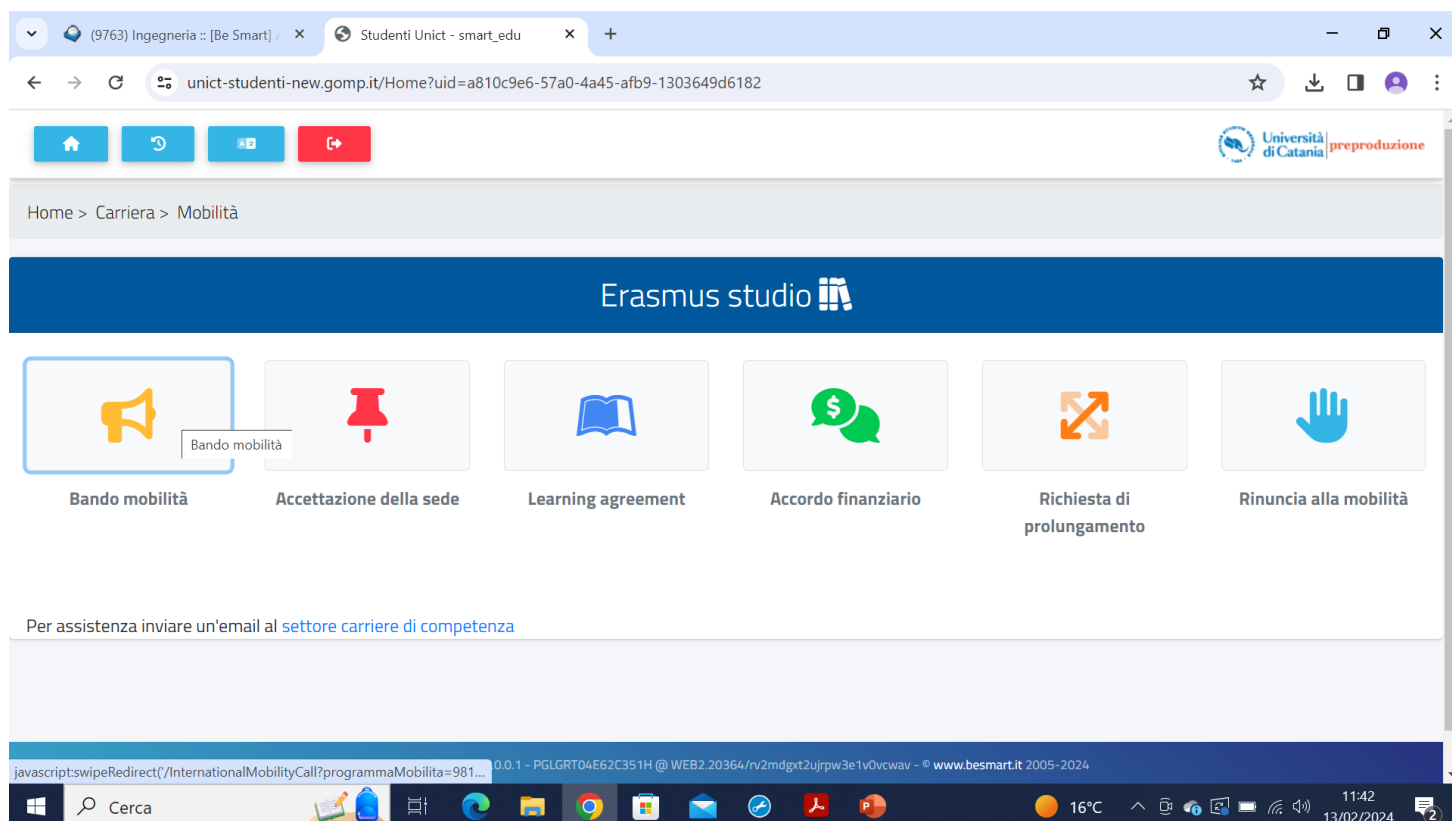 (9763) Ingegneria :: [Be Smart] /
Studenti Unict - smart_edu
unict-studenti-new.gomp.it/Home?uid=a810c9e6-57a0-4a45-afb9-1303649d6182
Università di Catania preproduzione
Home > Carriera > Mobilità
Erasmus studio
Bando mobilità
Bando mobilità
Accettazione della sede
Learning agreement
Accordo finanziario
Richiesta di prolungamento
Rinuncia alla mobilità
Per assistenza inviare un'email al settore carriere di competenza
javascript:swipeRedirect('/InternationalMobilityCall?programmaMobilita=981...
.0.0.1 - PGLGRT04E62C351H @ WEB2.20364/rv2mdgxt2ujrpw3e1v0vcwav - © www.besmart.it 2005-2024
Cerca
16°C
11:42
13/02/2024
2